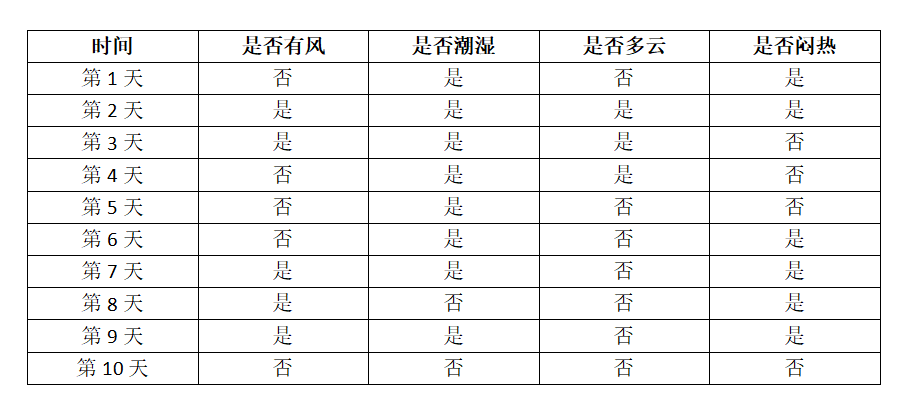 时间 是否有风 是否潮湿 是否多云 是否闷热
第 1 天 否 是 否 是
第 2 天 是 是 是 是
第 3 天 是 是 是 否
第 4 天 否 是 是 否
第 5 天 否 是 否 否
第 6 天 否 是 否 是
第 7 天 是 是 否 是
第 8 天 是 否 否 是
第 9 天 是 是 否 是
第 10 天 否 否 否 否